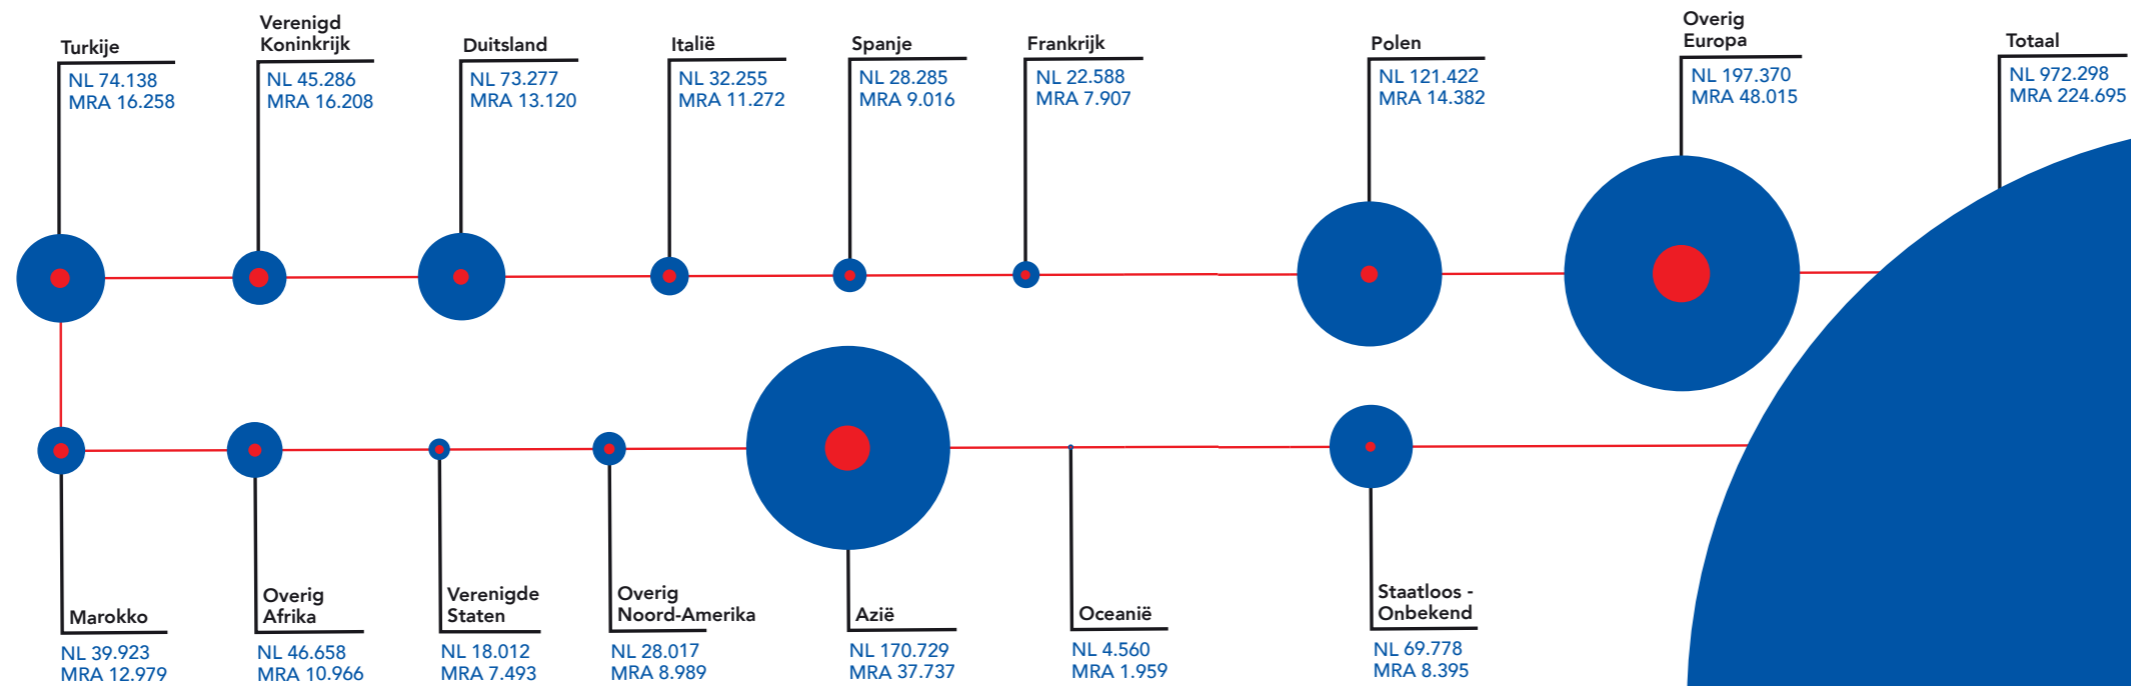 Turkije
NL 74.138
MRA 16.258
Verenigd
Koninkrijk
NL 45.286
MRA 16.208
Duitsland
NL 73.277
MRA 13.120
Italië
NL 32.255
MRA 11.272
Spanje
NL 28.285
MRA 9.016
Frankrijk
NL 22.588
MRA 7.907
Polen
NL 121.422
MRA 14.382
Overig
Europa
NL 197.370
MRA 48.015
Totaal
NL 972.298
MRA 224.695
Marokko
NL 39.923
MRA 12.979
Overig
Afrika
NL 46.658
MRA 10.966
Verenigde
Staten
NL 18.012
MRA 7.493
Overig
Noord-Amerika
NL 28.017
MRA 8.989
Azië
NL 170.729
MRA 37.737
Oceanië
NL 4.560
MRA 1.959
Staatloos -
Onbekend
NL 69.778
MRA 8.395